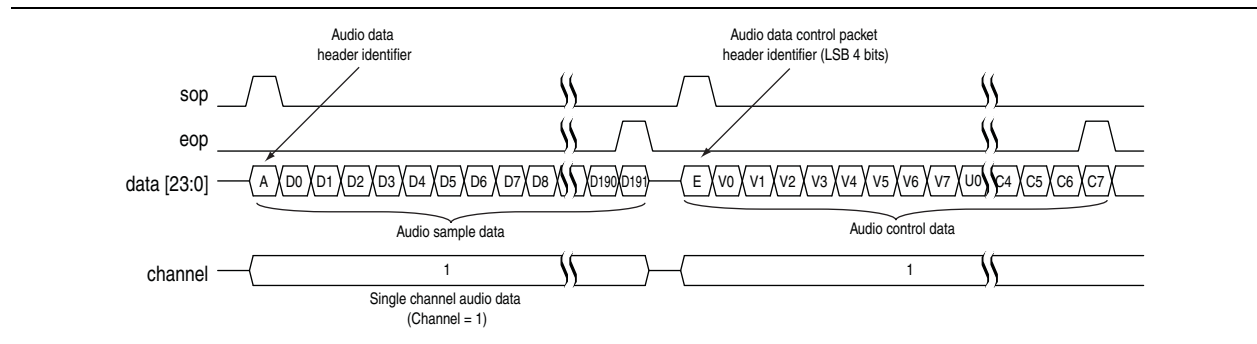 Audio data
header identifier
Audio data control packet
header identifier (LSB 4 bits)
sop
eop
data [23:0]
A D0 D1 D2 D3 D4 D5 D6 D7 D8 D190 D191 E V0 V1 V2 V3 V4 V5 V6 V7 U0 C4 C5 C6 C7
Audio sample data
Audio control data
channel
1
1
Single channel audio data
(Channel = 1)